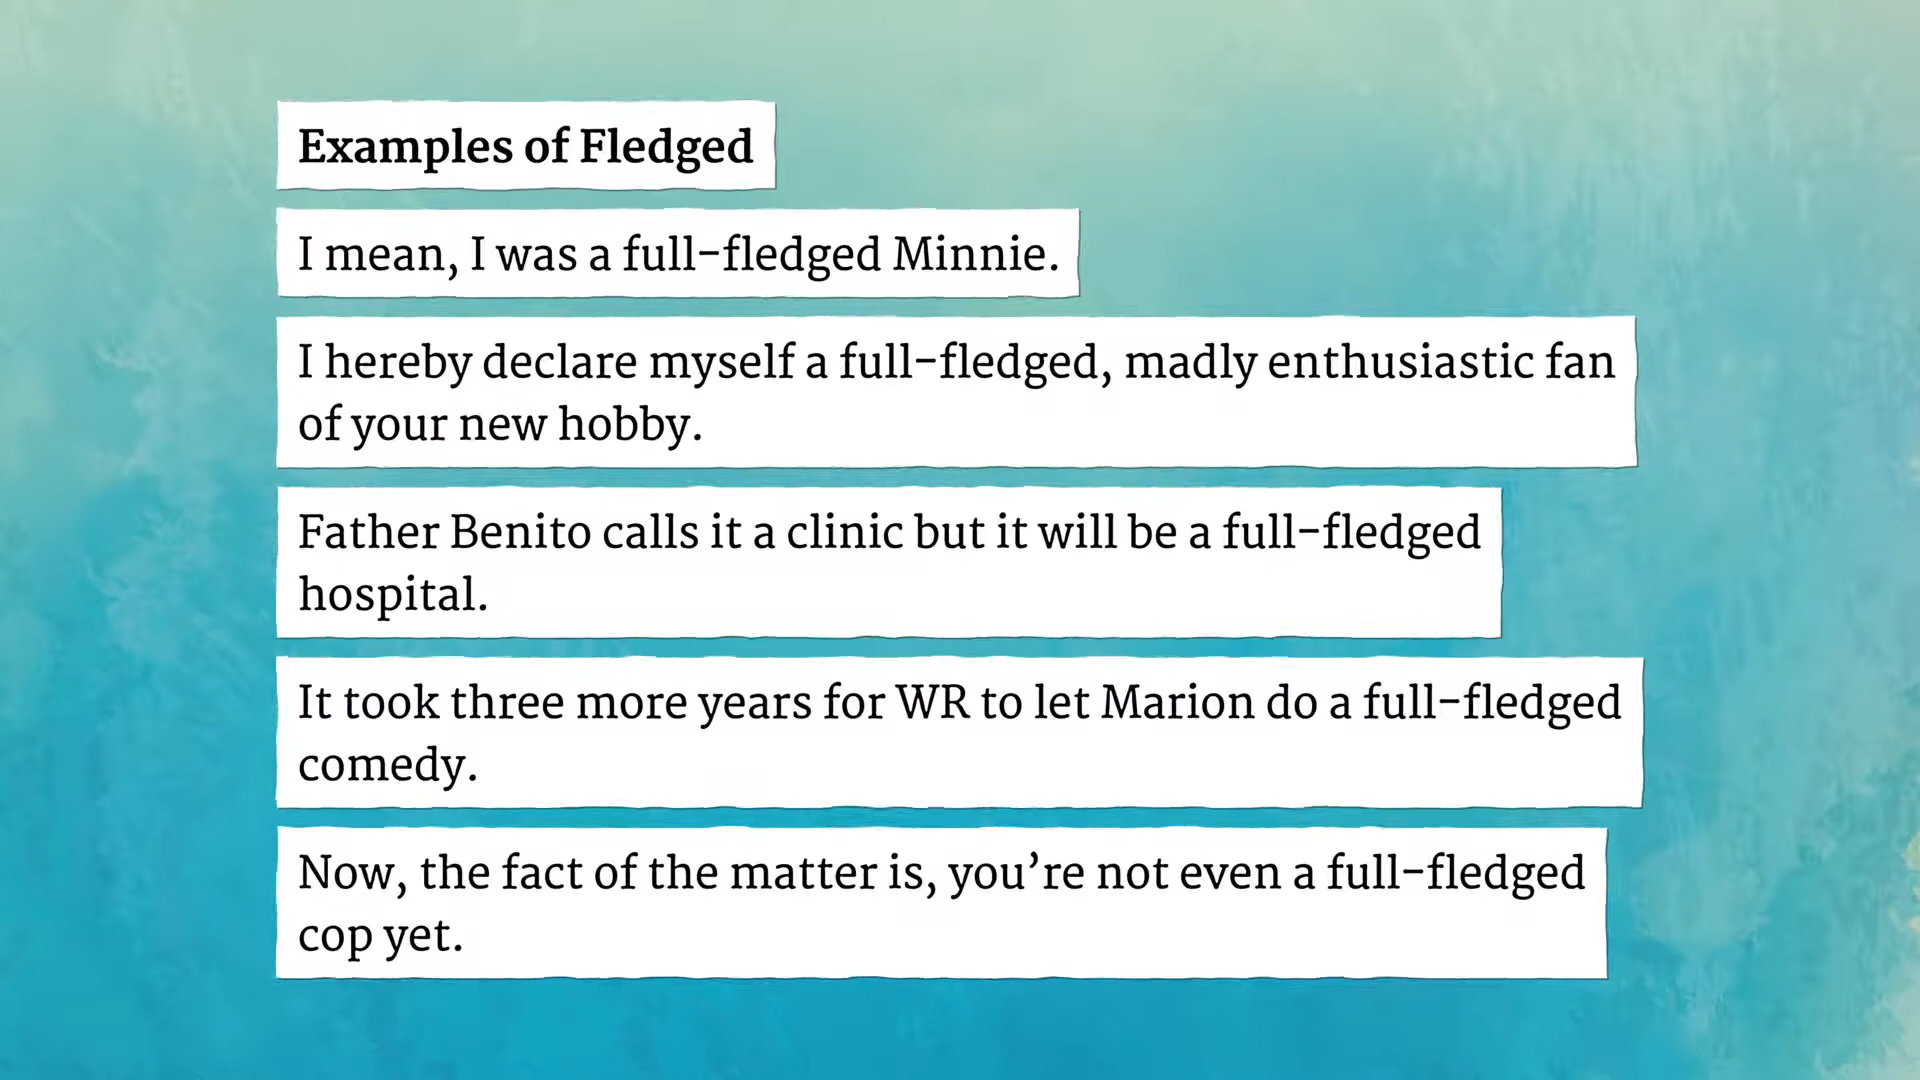 Examples of Fledged
I mean, I was a full-fledged Minnie.
I hereby declare myself a full-fledged, madly enthusiastic fan
of your new hobby.
Father Benito calls it a clinic but it will be a full-fledged
hospital.
It took three more years for WR to let Marion do a full-fledged
comedy.
Now, the fact of the matter is, you’re not even a full-fledged
cop yet.